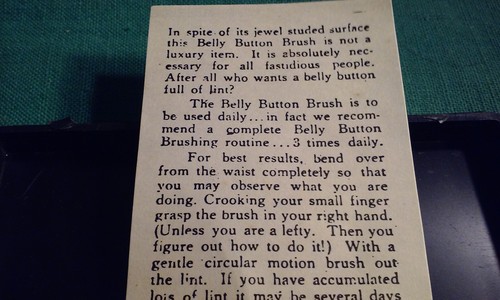 In spite of its jewel studed surface
this Belly Button Brush is not a
luxury item. It is absolutely nec-
essary for all fastidious people.
After all who wants a belly button
full of lint?
The Belly Button Brush is to
be used daily...in fact we recom-
mend a complete Belly Button
Brushing routine...3 times daily.
For best results, bend over
from the waist completely so that
you may observe what you are
doing. Crooking your small finger
grasp the brush in your right hand.
(Unless you are a lefty. Then you
figure out how to do it!) With a
gentle circular motion brush out
the lint. If you have accumulated
lots of lint it may be several days